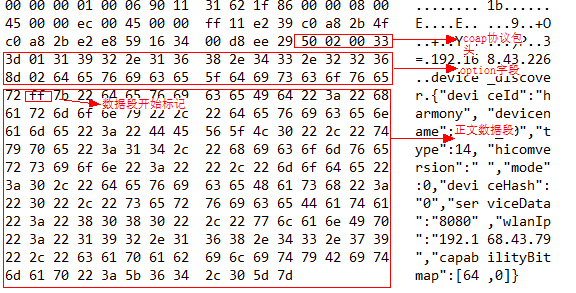 00 00 00 01 00 06 90 11 31 62 1f 86 00 00 08 00 ........ 1b......
45 00 00 ec 00 45 00 00 ff 11 e2 39 c0 a8 2b 4f E....E.. ...9..+O
c0 a8 2b e2 e8 59 16 34 00 d8 ee 29 50 02 00 33 coap协议包头
3d 01 31 39 32 2e 31 36 38 2e 34 33 2e 32 32 36 =.192.16 8.43.226
8d 02 64 65 76 69 63 65 5f 64 69 73 63 6f 76 65 option字段 ..device _discove
72 ff 7b 22 64 65 76 69 63 65 49 64 22 3a 22 68 r.{"devi ceId":"h
数据段开始标记
61 72 6d 6f 6e 79 22 2c 22 64 65 76 69 63 65 6e armony", "devicen
61 6d 65 22 3a 22 44 45 56 5f 4c 30 22 2c 22 74 正文数据段 ame": "t
79 70 65 22 3a 31 34 2c 22 68 69 63 6f 6d 76 65 ype":14, "hicomve
72 73 69 6f 6e 22 3a 22 22 2c 22 6d 6f 64 65 22 rsion":" ","mode"
3a 30 2c 22 64 65 76 69 63 65 48 61 73 68 22 3a :0,"devi ceHash":
22 30 22 2c 22 73 65 72 76 69 63 65 44 61 74 61 "0","ser viceData
22 3a 22 38 30 38 30 22 2c 22 77 6c 61 6e 49 70 ":"8080" ,"wlanIp
22 3a 22 31 39 32 2e 31 36 38 2e 34 33 2e 37 39 ":"192.1 68.43.79
22 2c 22 63 61 70 61 62 69 6c 69 74 79 42 69 74 ","capab ilityBit
6d 61 70 22 3a 5b 36 34 2c 30 5d 7d map":[64 ,0]}